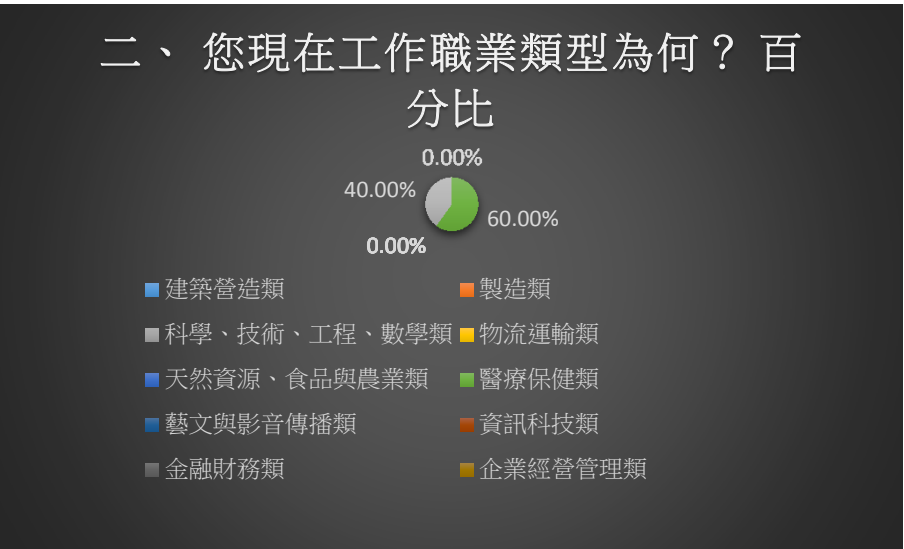 二、 您現在工作職業類型為何？ 百
分比
0.00%
40.00%
60.00%
0.00%
建築營造類 製造類
科學、技術、工程、數學類 物流運輸類
天然資源、食品與農業類 醫療保健類
藝文與影音傳播類 資訊科技類
金融財務類 企業經營管理類